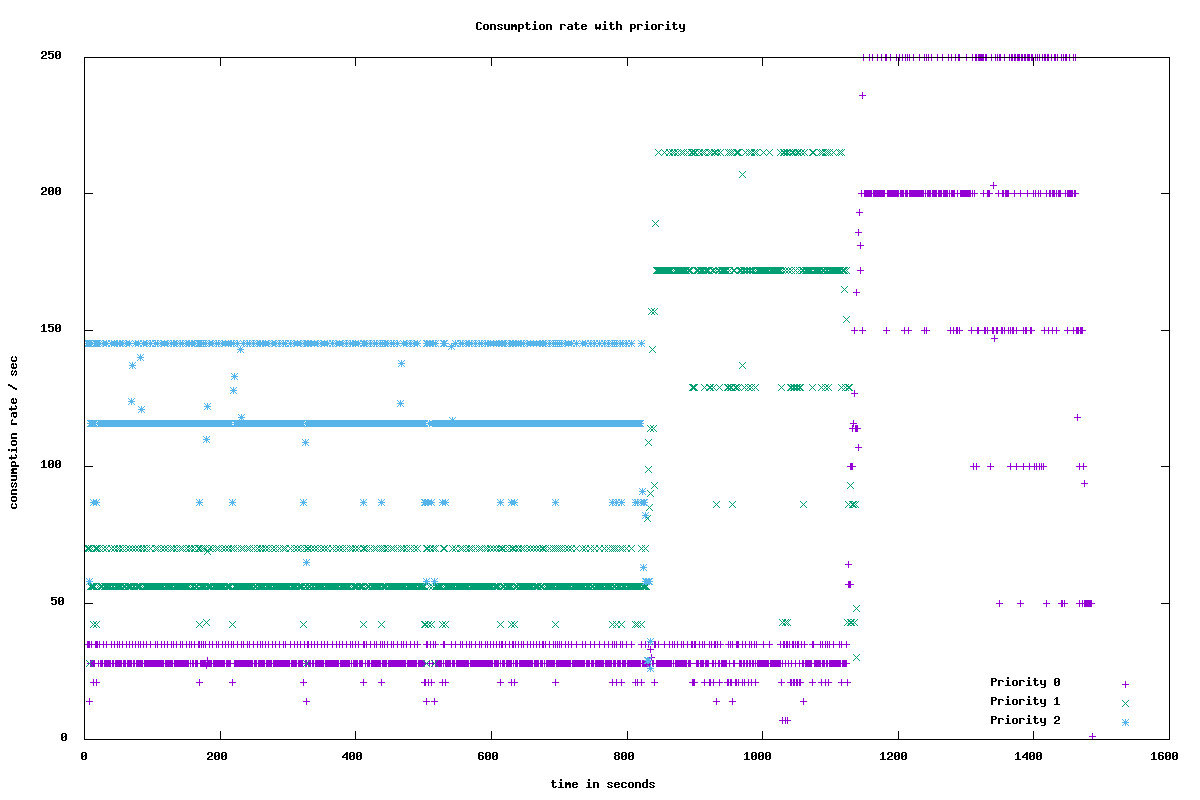 Consumption rate with priority
250
200
150
100
50
0
consumption rate / sec
0 200 400 600 800 1000 1200 1400 1600
time in seconds
Priority 0
Priority 1
Priority 2